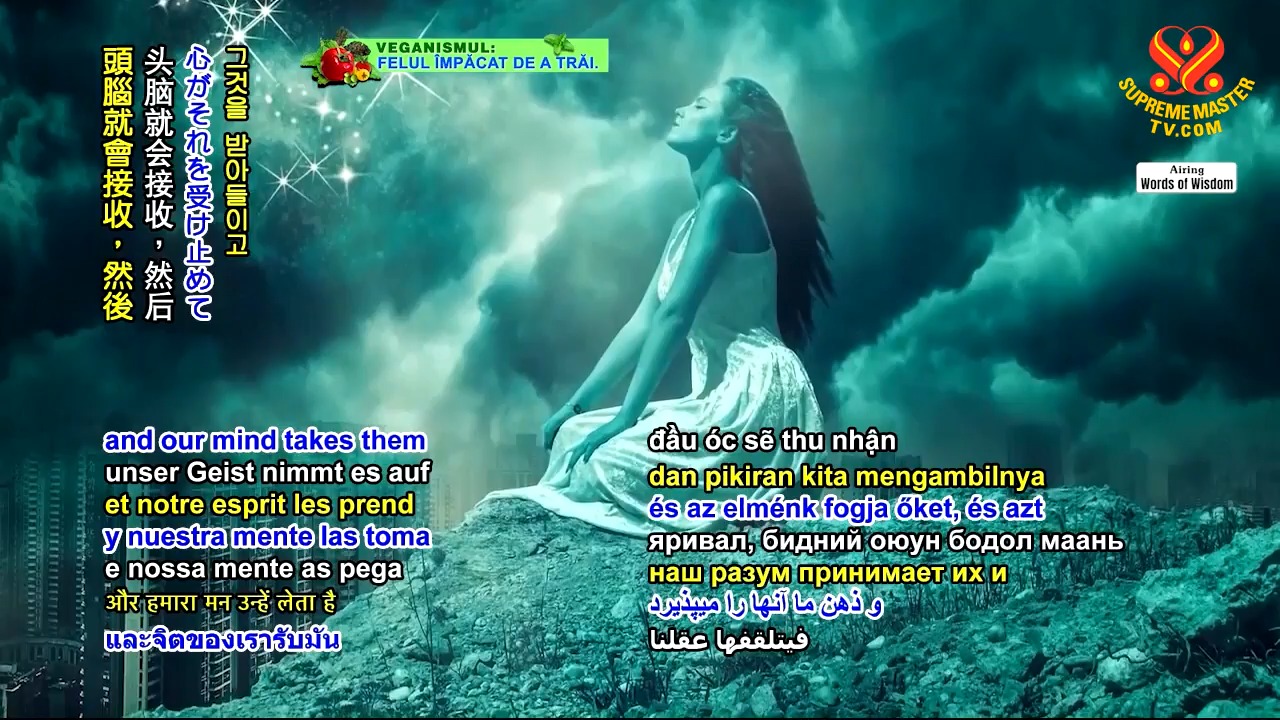 頭腦就會接收，然後
头脑就会接收，然后
心がそれを受け止めて
그것을 받아들이고
VEGANISMUL:
FELUL ÎMPĂCAT DE A TRĂI.
SUPREME MASTER
TV.COM
Airing
Words of Wisdom
and our mind takes them
unser Geist nimmt es auf
et notre esprit les prend
y nuestra mente las toma
e nossa mente as pega
और हमारा मन उन्हें लेता है
และจิตของเรารับมัน
đầu óc sẽ thu nhận
dan pikiran kita mengambilnya
és az elménk fogja őket, és azt
яривал, бидний оюун бодол маань
наш разум принимает их и
و ذهن ما آنها را میپذیرد
فيتلقفها عقلنا